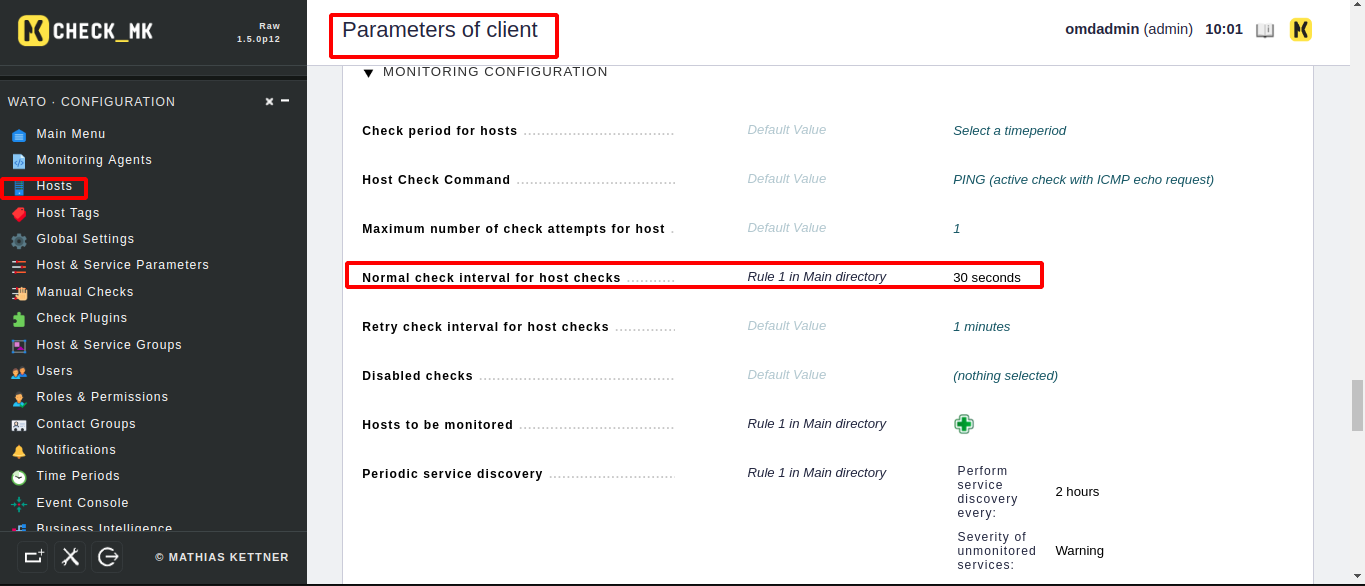 CHECK_MK
Raw
1.5.0p12
WATO · CONFIGURATION
Main Menu
Monitoring Agents
Hosts
Host Tags
Global Settings
Host & Service Parameters
Manual Checks
Check Plugins
Host & Service Groups
Users
Roles & Permissions
Contact Groups
Notifications
Time Periods
Event Console
Business Intelligence
© MATHIAS KETTNER
Parameters of client
omdadmin (admin) 10:01
MONITORING CONFIGURATION
Check period for hosts Default Value Select a timeperiod
Host Check Command Default Value PING (active check with ICMP echo request)
Maximum number of check attempts for host Default Value 1
Normal check interval for host checks Rule 1 in Main directory 30 seconds
Retry check interval for host checks Default Value 1 minutes
Disabled checks Default Value (nothing selected)
Hosts to be monitored Rule 1 in Main directory
Periodic service discovery Rule 1 in Main directory
Perform
service
discovery
every:
2 hours
Severity of
unmonitored
services:
Warning